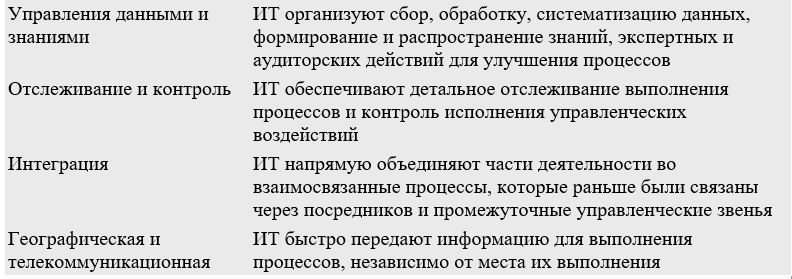 Управления данными и знаниями
ИТ организуют сбор, обработку, систематизацию данных,
формирование и распространение знаний, экспертных и
аудиторских действий для улучшения процессов
Отслеживание и контроль
ИТ обеспечивают детальное отслеживание выполнения
процессов и контроль исполнения управленческих
воздействий
Интеграция
ИТ напрямую объединяют части деятельности во
взаимосвязанные процессы, которые раньше были связаны
через посредников и промежуточные управленческие звенья
Географическая и
телекоммуникационная
ИТ быстро передают информацию для выполнения
процессов, независимо от места их выполнения